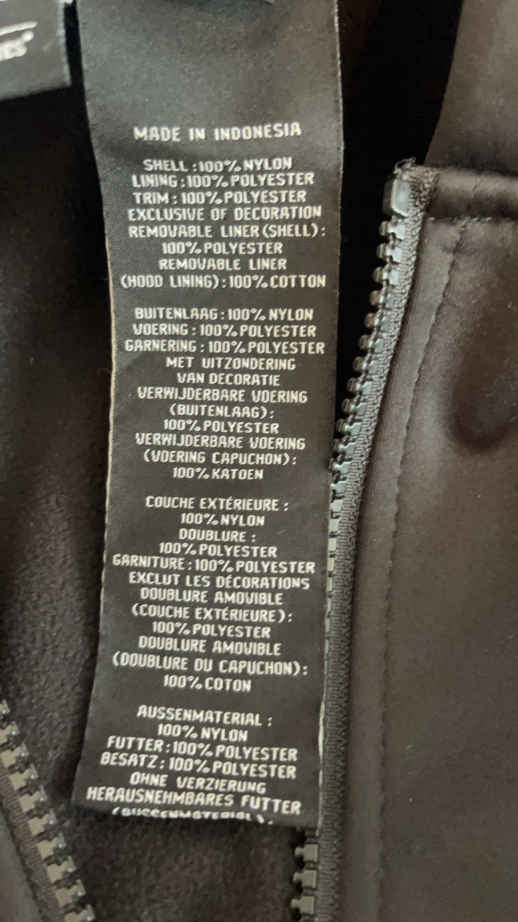 MADE IN INDONESIA
SHELL :100% NYLON
LINING :100% POLYESTER
TRIM : 100% POLYESTER
EXCLUSIVE OF DECORATION
REMOVABLE LINER (SHELL) :
100% POLYESTER
REMOVABLE LINER
(HOOD LINING) : 100% COTTON
BUITENLAAG : 100% NYLON
VOERING : 100% POLYESTER
GARNERING : 100% POLYESTER
MET UITZONDERING
VAN DECORATIE
VERWIJDERBARE VOERING
(BUITENLAAG) :
100% POLYESTER
VERWIJDERBARE VOERING
(VOERING CAPUCHON) :
100% KATOEN
COUCHE EXTÉRIEURE :
100% NYLON
DOUBLURE :
100% POLYESTER
GARNITURE : 100% POLYESTER
EXCLUT LES DÉCORATIONS
DOUBLURE AMOVIBLE
(COUCHE EXTÉRIEURE) :
100% POLYESTER
DOUBLURE AMOVIBLE
(DOUBLURE DU CAPUCHON) :
100% COTON
AUSSENMATERIAL :
100% NYLON
FUTTER : 100% POLYESTER
BESATZ : 100% POLYESTER
OHNE VERZIERUNG
HERAUSNEHMBARES FUTTER
(AUSSENMATERIAL) :